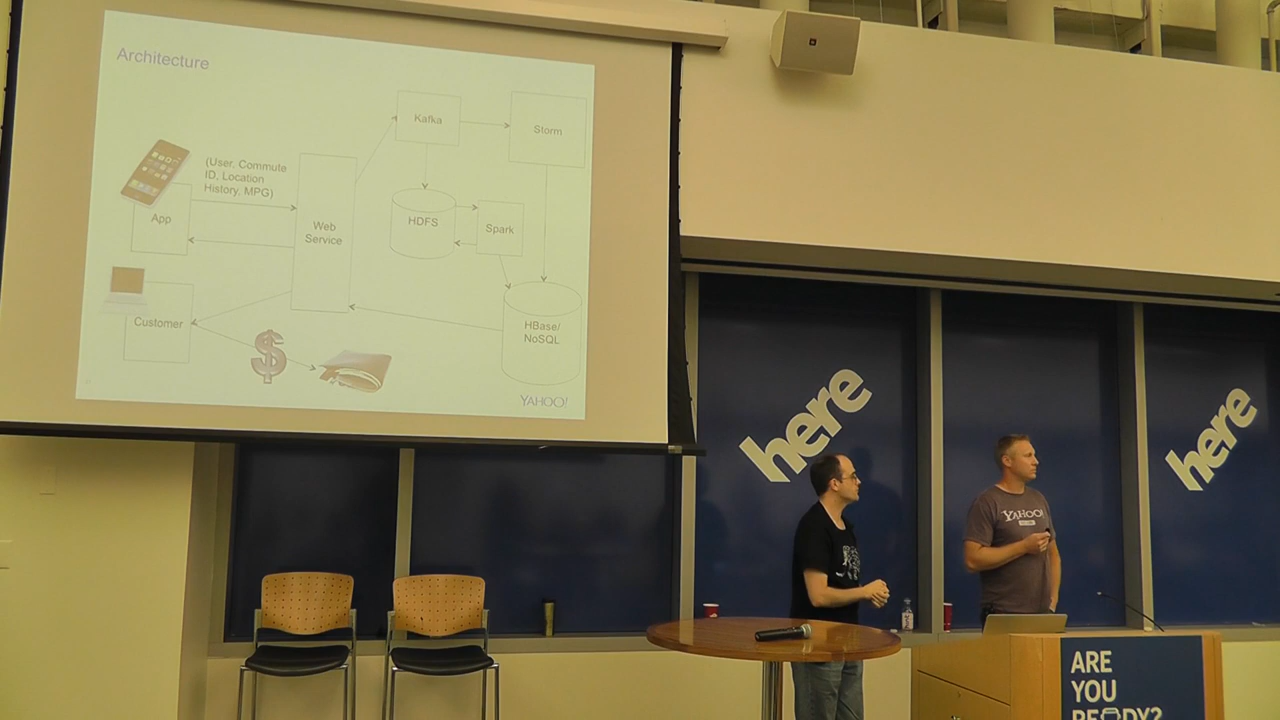 Architecture
Kafka
Storm
(User, Commute
ID, Location
History, MPG)
App
Web
Service
HDFS
Spark
Customer
HBase/
NoSQL
$
YAHOO!
here
here
YAHOO!
ARE
YOU
READY?